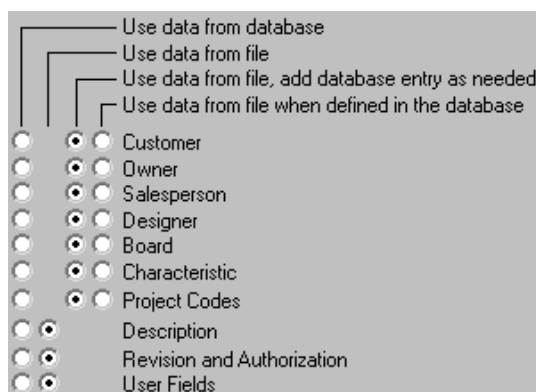 Use data from database
Use data from file
Use data from file, add database entry as needed
Use data from file when defined in the database
Customer
Owner
Salesperson
Designer
Board
Characteristic
Project Codes
Description
Revision and Authorization
User Fields